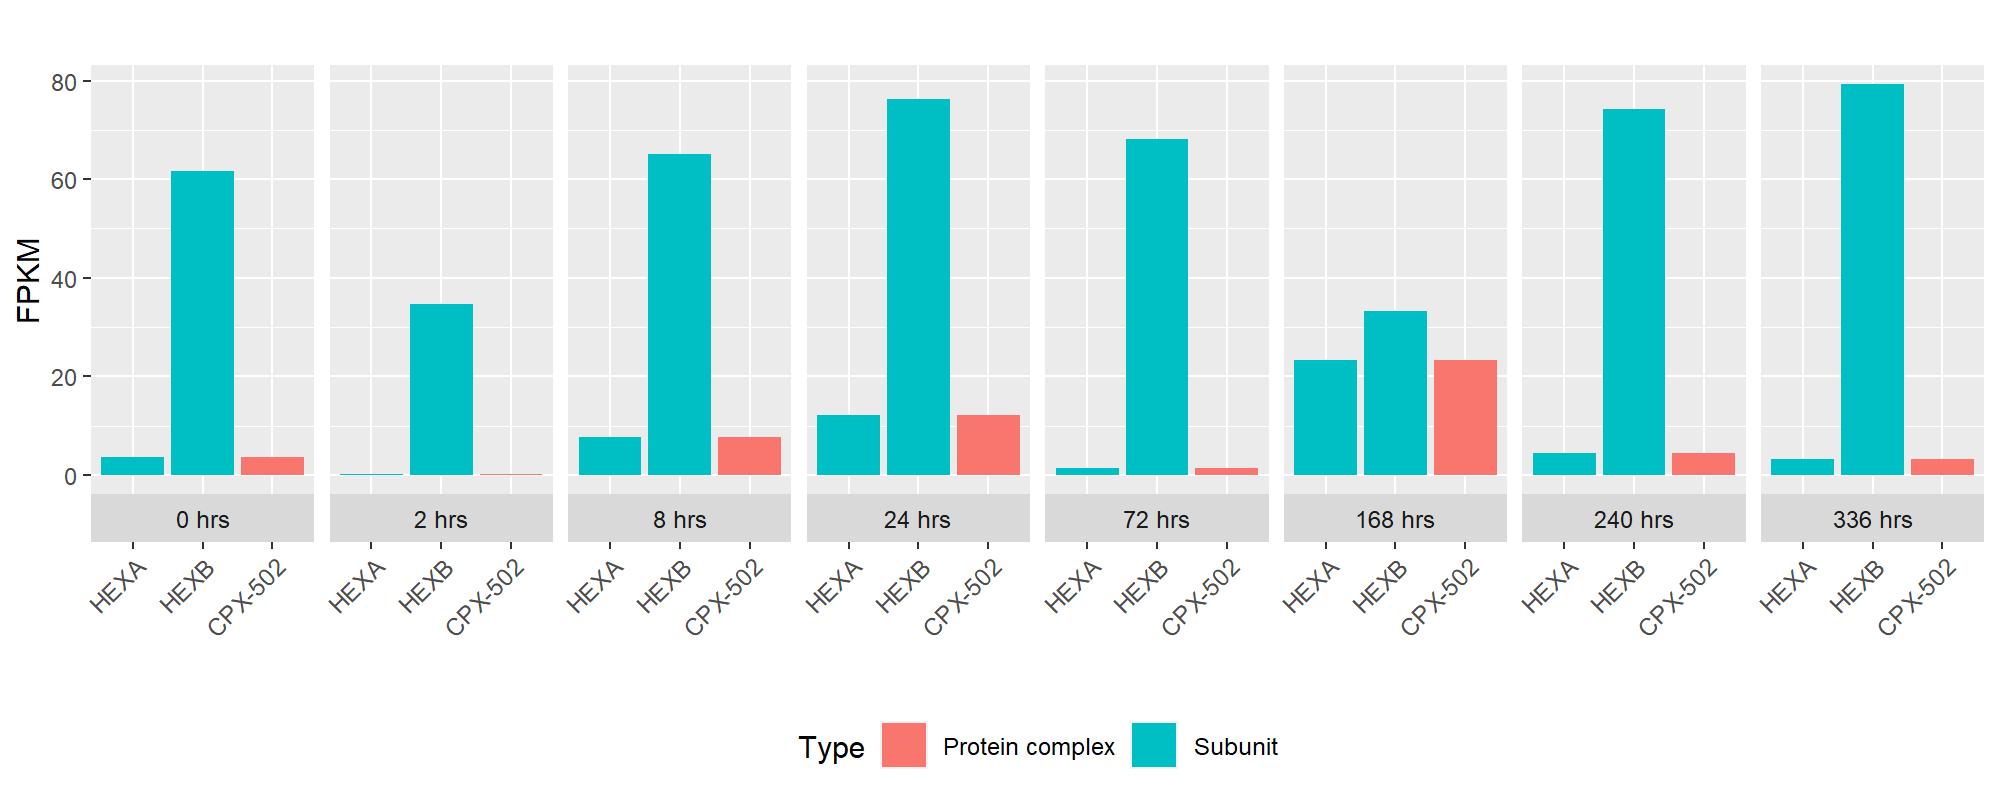 FPKM
80
60
40
20
0
0 hrs 2 hrs 8 hrs 24 hrs 72 hrs 168 hrs 240 hrs 336 hrs
HEXA HEXB CPX-502 HEXA HEXB CPX-502 HEXA HEXB CPX-502 HEXA HEXB CPX-502 HEXA HEXB CPX-502 HEXA HEXB CPX-502 HEXA HEXB CPX-502 HEXA HEXB CPX-502
Type Protein complex Subunit